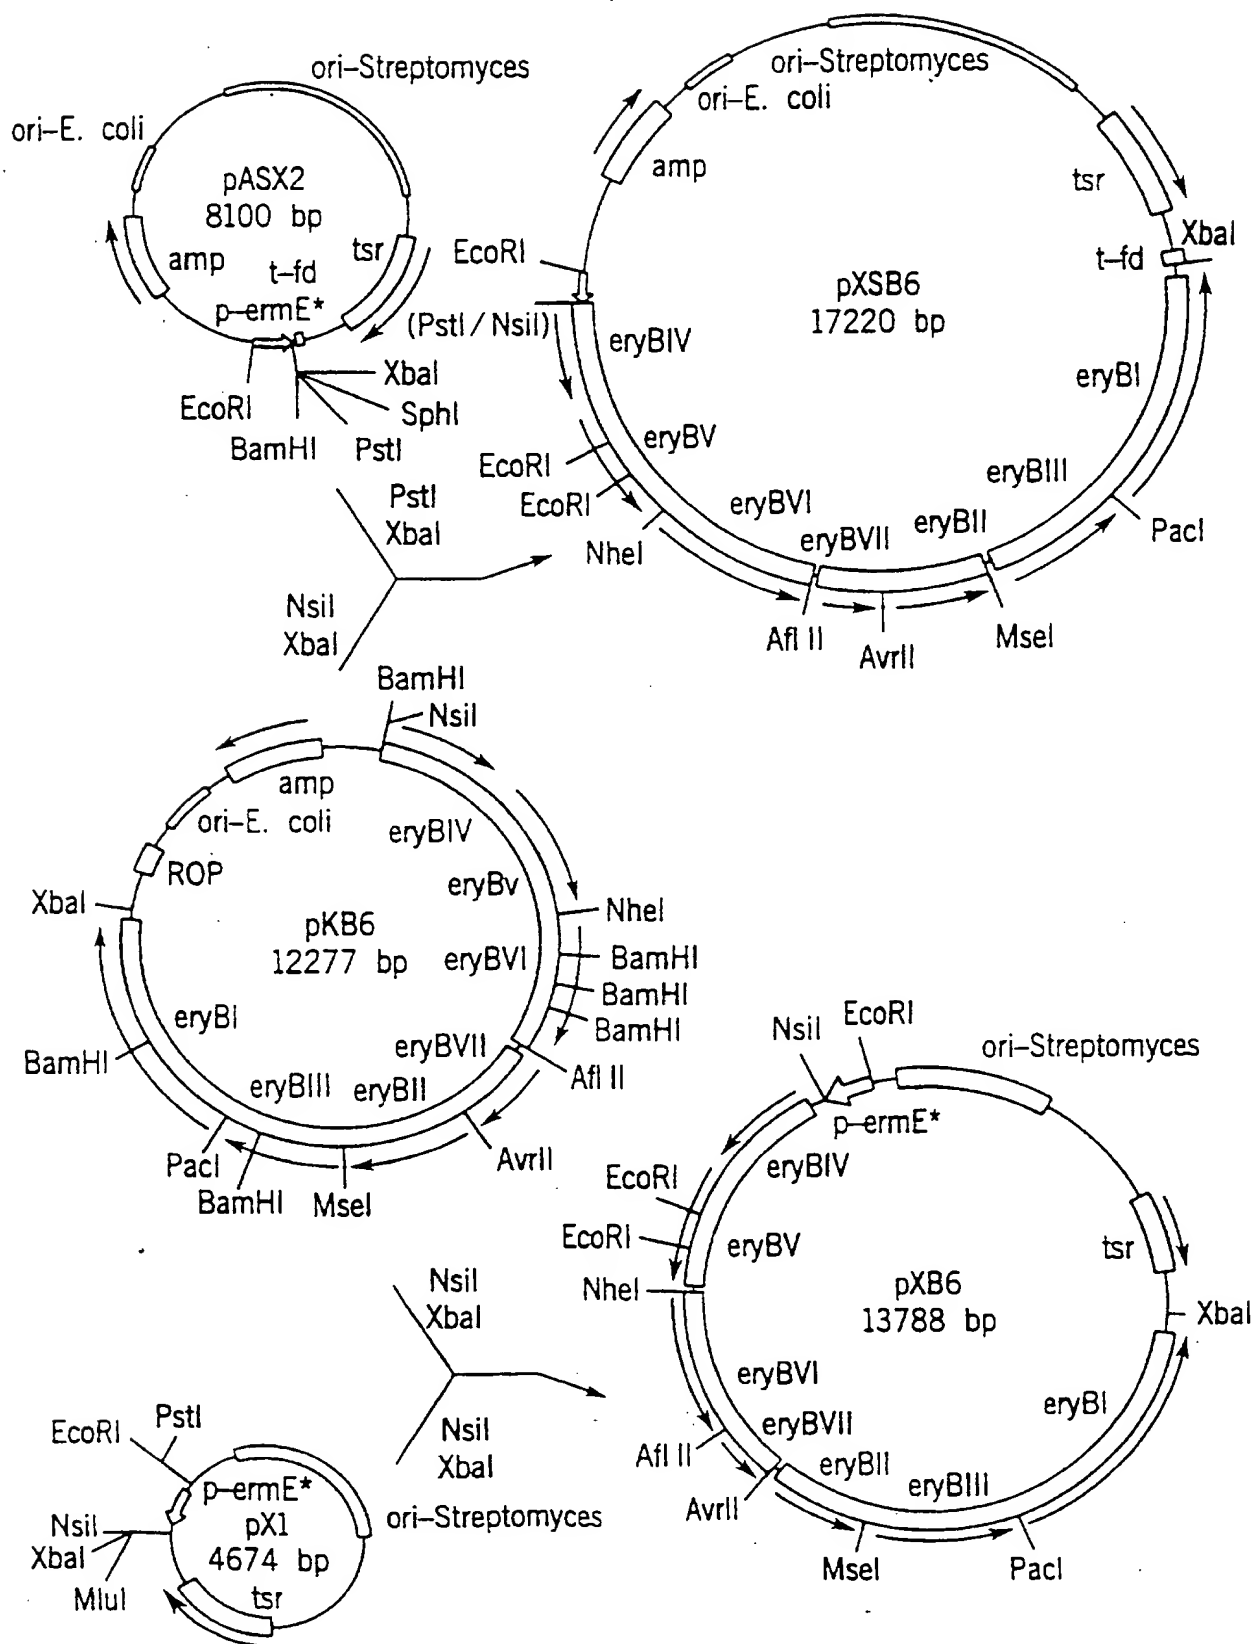 ori-Streptomyces
ori-E. coli
pASX2
8100 bp
amp
tsr
t-fd
p-ermE*
EcoRI
BamHI
PstI
SphI
XbaI
ori-Streptomyces
ori-E. coli
amp
tsr
XbaI
t-fd
EcoRI
(PstI / NsiI)
pXSB6
17220 bp
eryBIV
eryBI
eryBV
EcoRI
EcoRI
eryBIII
eryBVI
eryBII
eryBVII
NheI
PacI
Afl II
AvrII
MseI
PstI
XbaI
NsiI
XbaI
BamHI
NsiI
amp
ori-E. coli
ROP
XbaI
eryBIV
eryBv
pKB6
12277 bp
NheI
eryBVI
BamHI
BamHI
BamHI
eryBI
eryBVII
Afl II
BamHI
eryBIII
eryBII
PacI
BamHI
MseI
AvrII
NsiI
EcoRI
ori-Streptomyces
p-ermE*
eryBIV
EcoRI
EcoRI
eryBV
tsr
NheI
pXB6
13788 bp
XbaI
eryBVI
eryBI
eryBVII
Afl II
eryBII
eryBIII
AvrII
MseI
PacI
NsiI
XbaI
NsiI
XbaI
PstI
EcoRI
p-ermE*
ori-Streptomyces
NsiI
XbaI
MluI
pX1
4674 bp
tsr